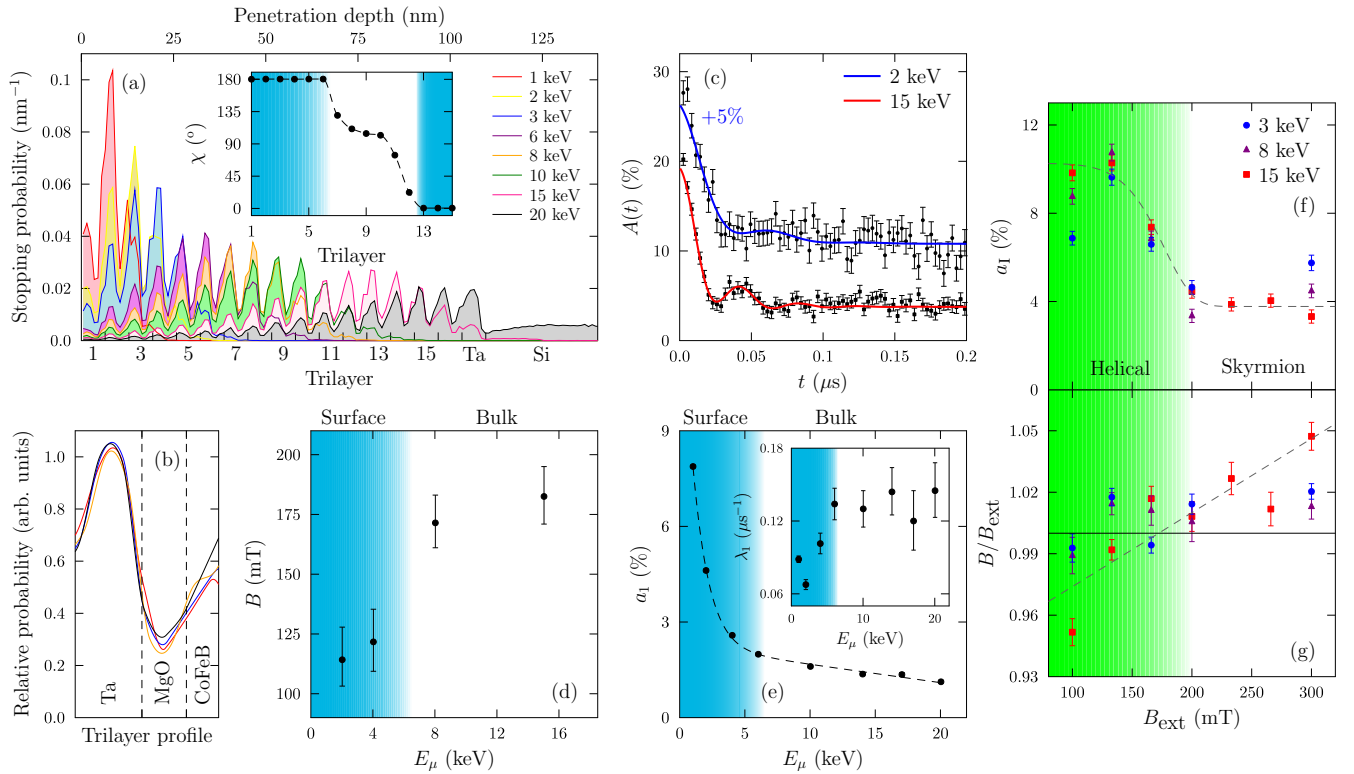 Penetration depth (nm)
0 25 50 75 100 125
Stopping probability (nm⁻¹)
0.1
0.08
0.06
0.04
0.02
0.0
(a)
χ (°)
180
135
90
45
0
1 5 9 13
Trilayer
1 keV
2 keV
3 keV
6 keV
8 keV
10 keV
15 keV
20 keV
1 3 5 7 9 11 13 15 Ta Si
Trilayer
(c)
2 keV
15 keV
+5%
A(t) (%)
30
20
10
0
0.0 0.05 0.1 0.15 0.2
t (μs)
3 keV
8 keV
15 keV
(f)
a_I (%)
12
8
4
0
Helical Skyrmion
Relative probability (arb. units)
1.0
0.8
0.6
0.4
0.2
0.0
(b)
Ta
MgO
CoFeB
Trilayer profile
Surface Bulk
B (mT)
200
175
150
125
100
(d)
0 4 8 12 16
E_μ (keV)
Surface Bulk
a_1 (%)
9
6
3
0
λ_I (μs⁻¹)
0.18
0.12
0.06
0 10 20
E_μ (keV)
(e)
0 5 10 15 20
E_μ (keV)
B/B_ext
1.05
1.02
0.99
0.96
0.93
(g)
100 150 200 250 300
B_ext (mT)